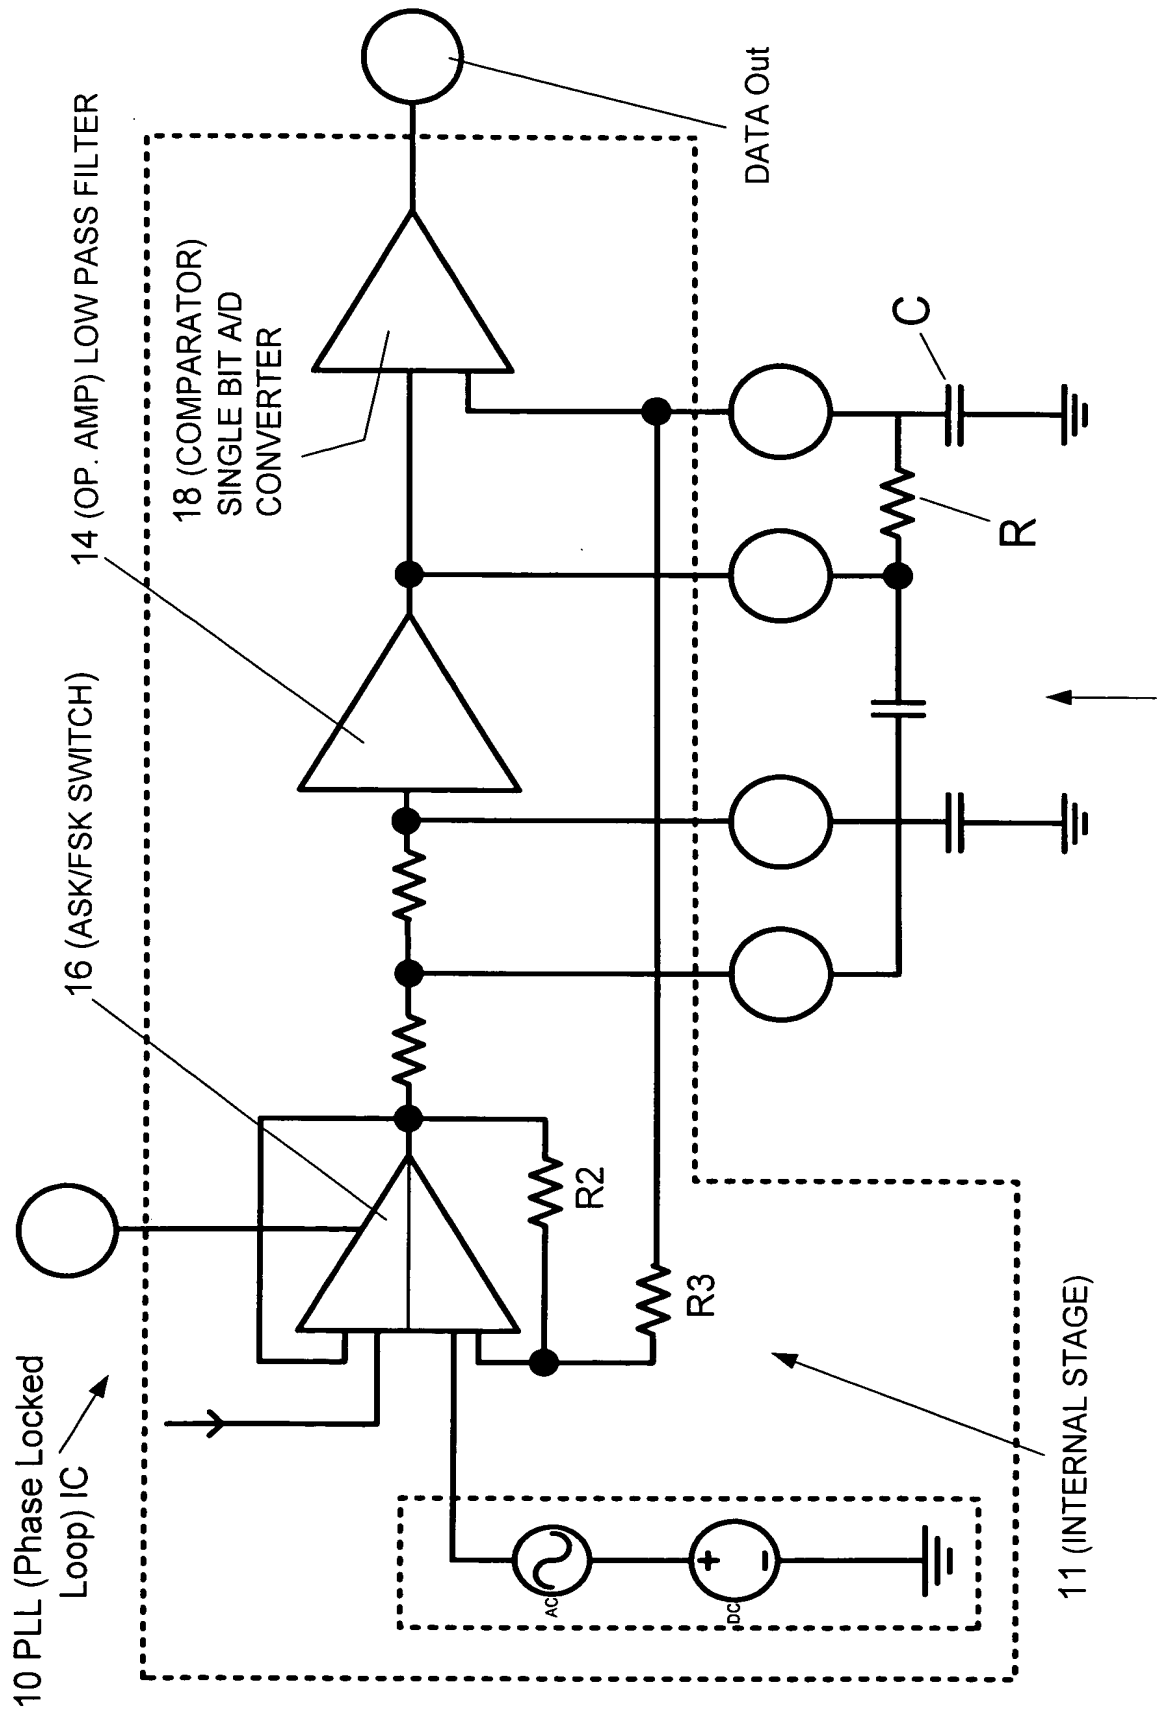 10 PLL (Phase Locked
Loop) IC
16 (ASK/FSK SWITCH)
14 (OP. AMP) LOW PASS FILTER
18 (COMPARATOR)
SINGLE BIT A/D
CONVERTER
DATA Out
R2
R3
R
C
AC
+
−
DC
11 (INTERNAL STAGE)